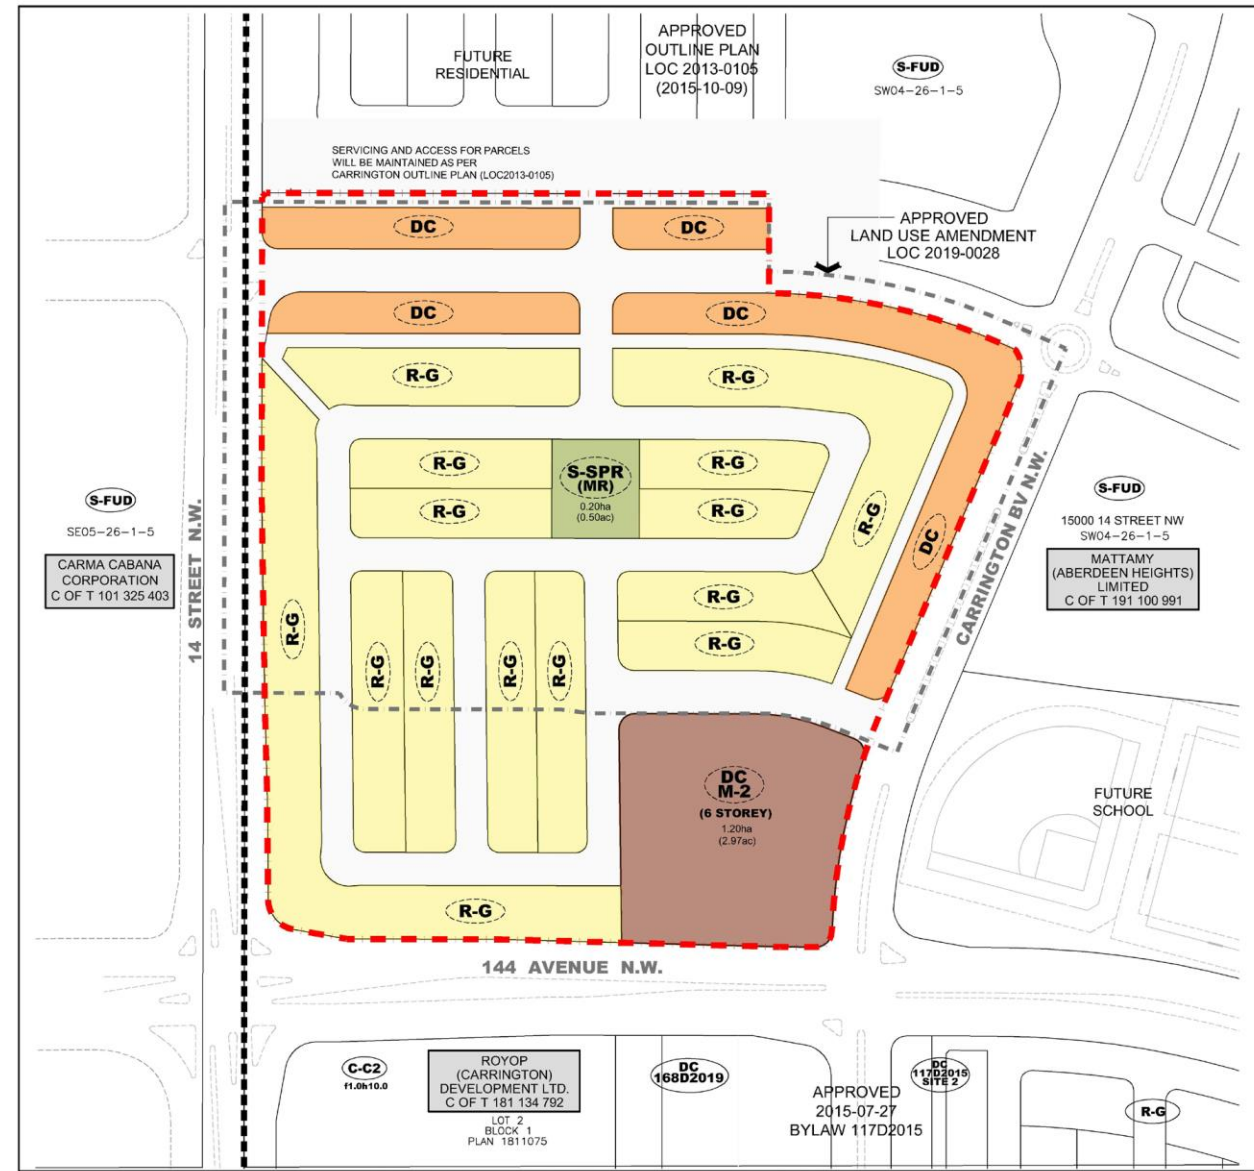 APPROVED
OUTLINE PLAN
LOC 2013-0105
(2015-10-09)
FUTURE
RESIDENTIAL
S-FUD
SW04-26-1-5
SERVICING AND ACCESS FOR PARCELS
WILL BE MAINTAINED AS PER
CARRINGTON OUTLINE PLAN (LOC2013-0105)
APPROVED
LAND USE AMENDMENT
LOC 2019-0028
DC
DC
DC
DC
R-G
R-G
R-G
S-SPR
(MR)
0.20ha
(0.50ac)
R-G
R-G
R-G
R-G
DC
S-FUD
SE05-26-1-5
CARMA CABANA
CORPORATION
C OF T 101 325 403
14 STREET N.W.
S-FUD
15000 14 STREET NW
SW04-26-1-5
MATTAMY
(ABERDEEN HEIGHTS)
LIMITED
C OF T 191 100 991
CARRINGTON BV N.W.
R-G
R-G
R-G
R-G
R-G
R-G
R-G
DC
M-2
(6 STOREY)
1.20ha
(2.97ac)
FUTURE
SCHOOL
R-G
144 AVENUE N.W.
C-C2
f1.0h10.0
ROYOP
(CARRINGTON)
DEVELOPMENT LTD.
C OF T 181 134 792
LOT 2
BLOCK 1
PLAN 1811075
DC
168D2019
APPROVED
2015-07-27
BYLAW 117D2015
DC
117D2015
SITE 2
R-G